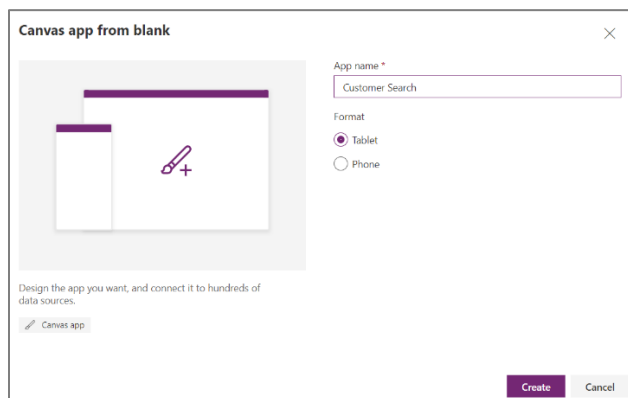 Canvas app from blank
App name *
Customer Search
Format
Tablet
Phone
Design the app you want, and connect it to hundreds of
data sources.
Canvas app
Create
Cancel